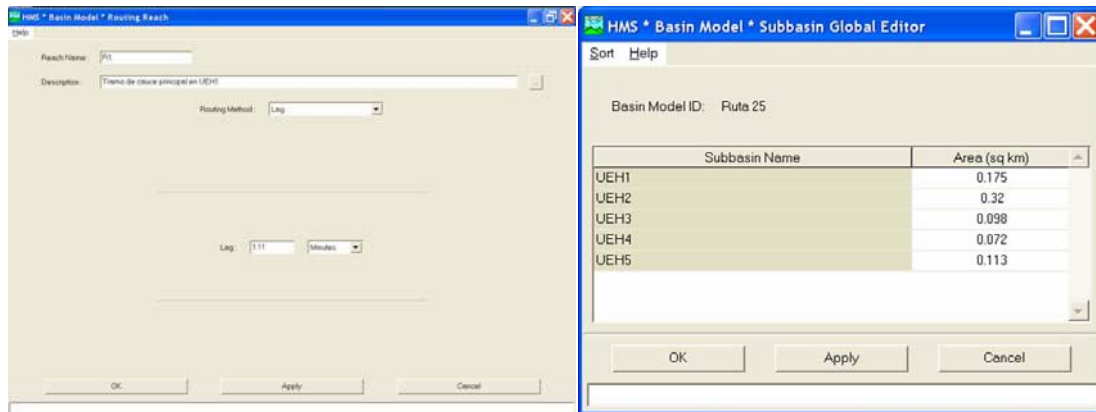 HMS * Basin Model * Routing Reach
Help
Reach Name:
Description: Tramo de cauce principal en UEH1
...
Routing Method: Lag
Lag: 1.11 Minutes
OK Apply Cancel
HMS * Basin Model * Subbasin Global Editor
Sort Help
Basin Model ID: Ruta 25
Subbasin Name Area (sq km)
UEH1 0.175
UEH2 0.32
UEH3 0.098
UEH4 0.072
UEH5 0.113
OK Apply Cancel